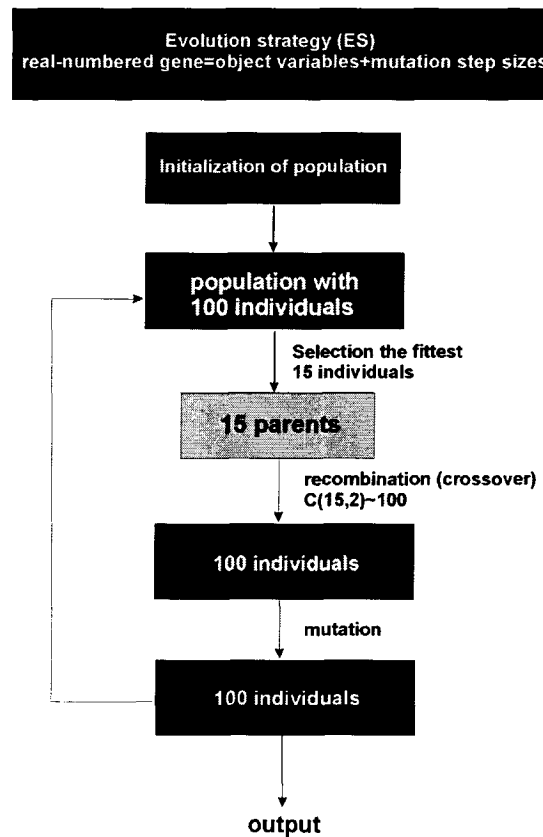 Evolution strategy (ES)
real-numbered gene=object variables+mutation step sizes
Initialization of population
population with
100 individuals
Selection the fittest
15 individuals
15 parents
recombination (crossover)
C(15,2)~100
100 individuals
mutation
100 individuals
output